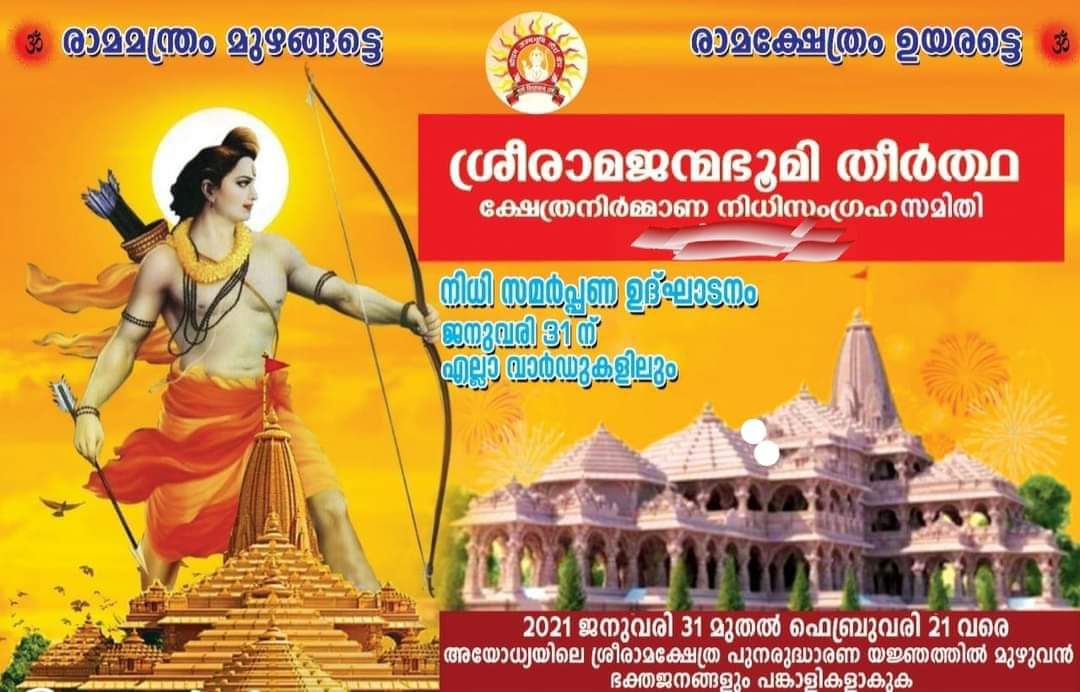 രാമമന്ത്രം മുഴങ്ങട്ടെ
രാമക്ഷേത്രം ഉയരട്ടെ
ശ്രീരാമജന്മഭൂമി തീർത്ഥ
ക്ഷേത്രനിർമ്മാണ നിധിസംഗ്രഹസമിതി
നിധി സമർപ്പണ ഉദ്ഘാടനം
ജനുവരി 31 ന്
എല്ലാ വാർഡുകളിലും
2021 ജനുവരി 31 മുതൽ ഫെബ്രുവരി 21 വരെ
അയോധ്യയിലെ ശ്രീരാമക്ഷേത്ര പുനരുദ്ധാരണ യജ്ഞത്തിൽ മുഴുവൻ
ഭക്തജനങ്ങളും പങ്കാളികളാകുക